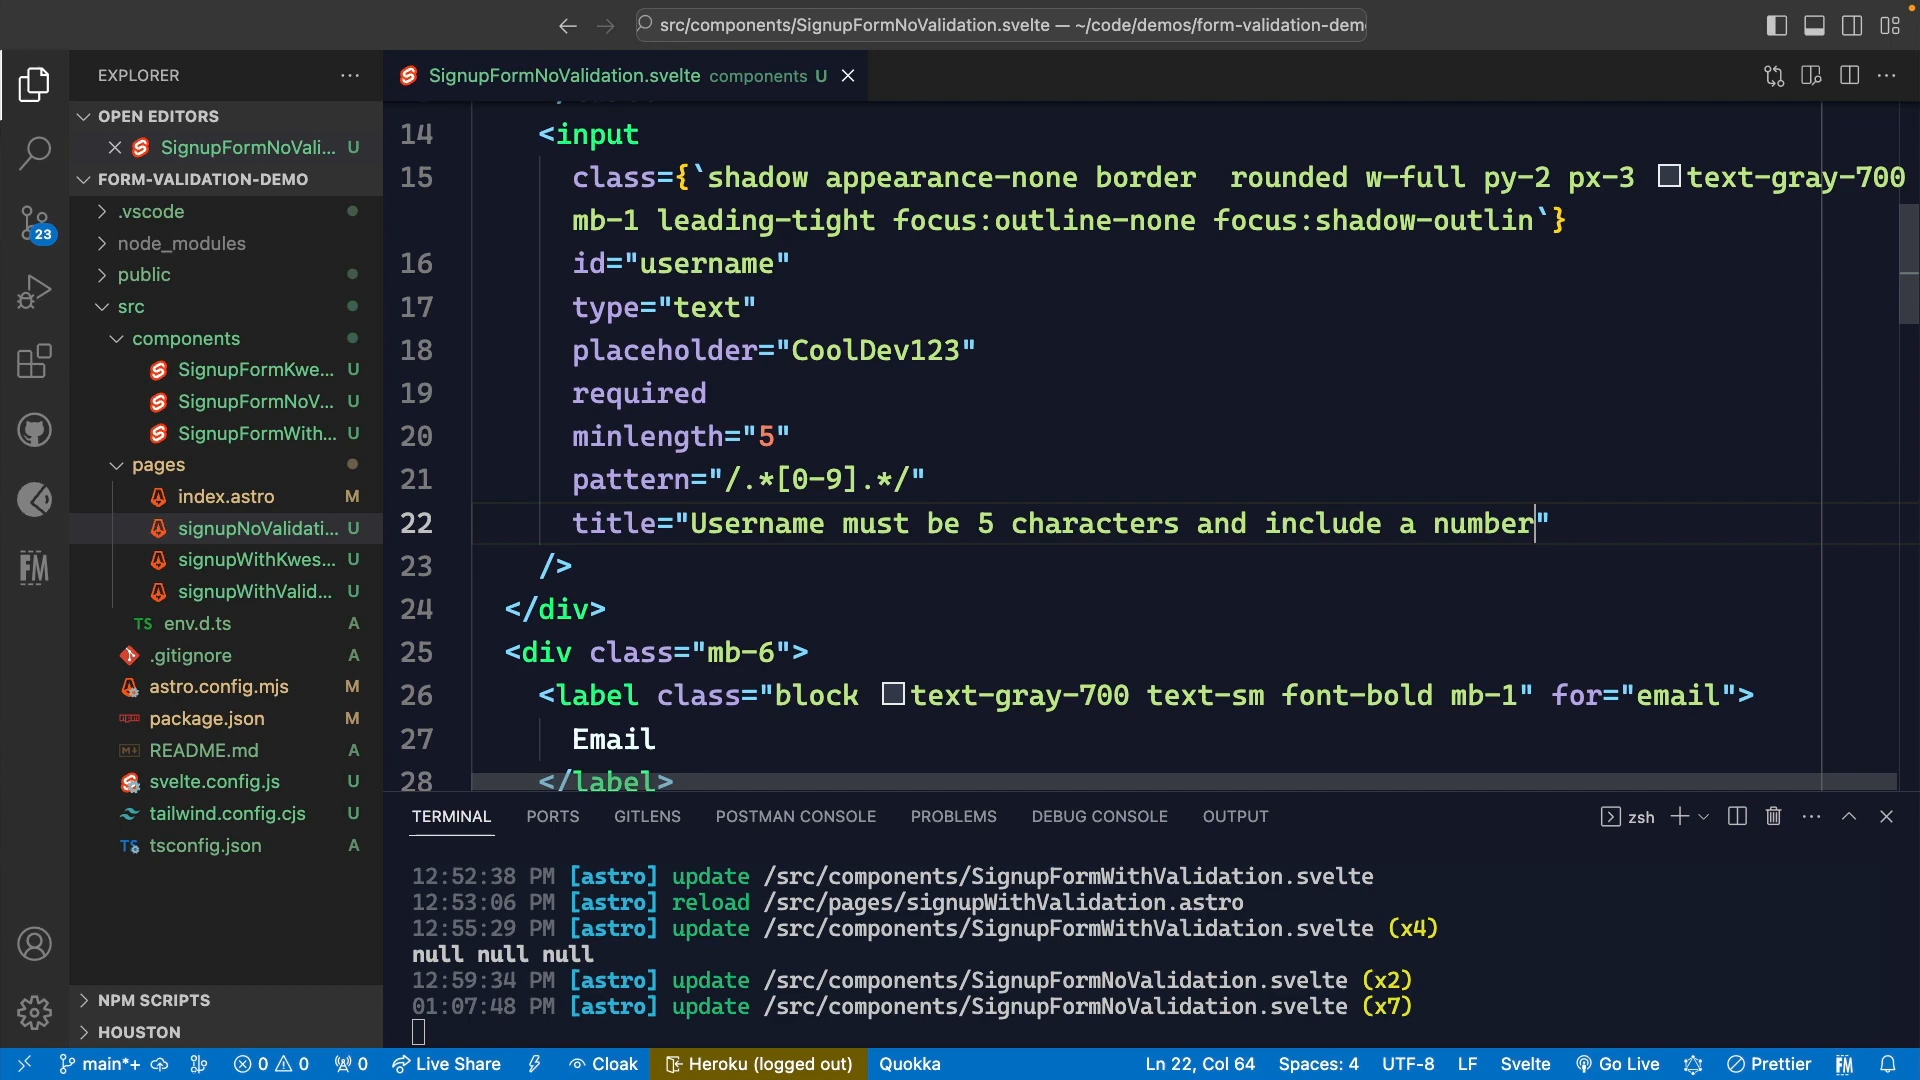 src/components/SignupFormNoValidation.svelte — ~/code/demos/form-validation-dem
EXPLORER
OPEN EDITORS
SignupFormNoVali... U
FORM-VALIDATION-DEMO
.vscode
node_modules
public
src
components
SignupFormKwe... U
SignupFormNoV... U
SignupFormWith... U
pages
index.astro M
signupNoValidati... U
signupWithKwes... U
signupWithValid... U
TS env.d.ts A
.gitignore A
astro.config.mjs M
package.json M
README.md A
svelte.config.js U
tailwind.config.cjs U
TS tsconfig.json A
NPM SCRIPTS
HOUSTON
23
FM
SignupFormNoValidation.svelte components U
14 <input
15 class={`shadow appearance-none border  rounded w-full py-2 px-3 text-gray-700
mb-1 leading-tight focus:outline-none focus:shadow-outlin`}
16 id="username"
17 type="text"
18 placeholder="CoolDev123"
19 required
20 minlength="5"
21 pattern="/.*[0-9].*/"
22 title="Username must be 5 characters and include a number"
23 />
24 </div>
25 <div class="mb-6">
26 <label class="block text-gray-700 text-sm font-bold mb-1" for="email">
27 Email
28 </label>
TERMINAL PORTS GITLENS POSTMAN CONSOLE PROBLEMS DEBUG CONSOLE OUTPUT zsh
12:52:38 PM [astro] update /src/components/SignupFormWithValidation.svelte
12:53:06 PM [astro] reload /src/pages/signupWithValidation.astro
12:55:29 PM [astro] update /src/components/SignupFormWithValidation.svelte (x4)
null null null
12:59:34 PM [astro] update /src/components/SignupFormNoValidation.svelte (x2)
01:07:48 PM [astro] update /src/components/SignupFormNoValidation.svelte (x7)
main*+ 0 0 0 Live Share Cloak Heroku (logged out) Quokka Ln 22, Col 64 Spaces: 4 UTF-8 LF Svelte Go Live Prettier FM